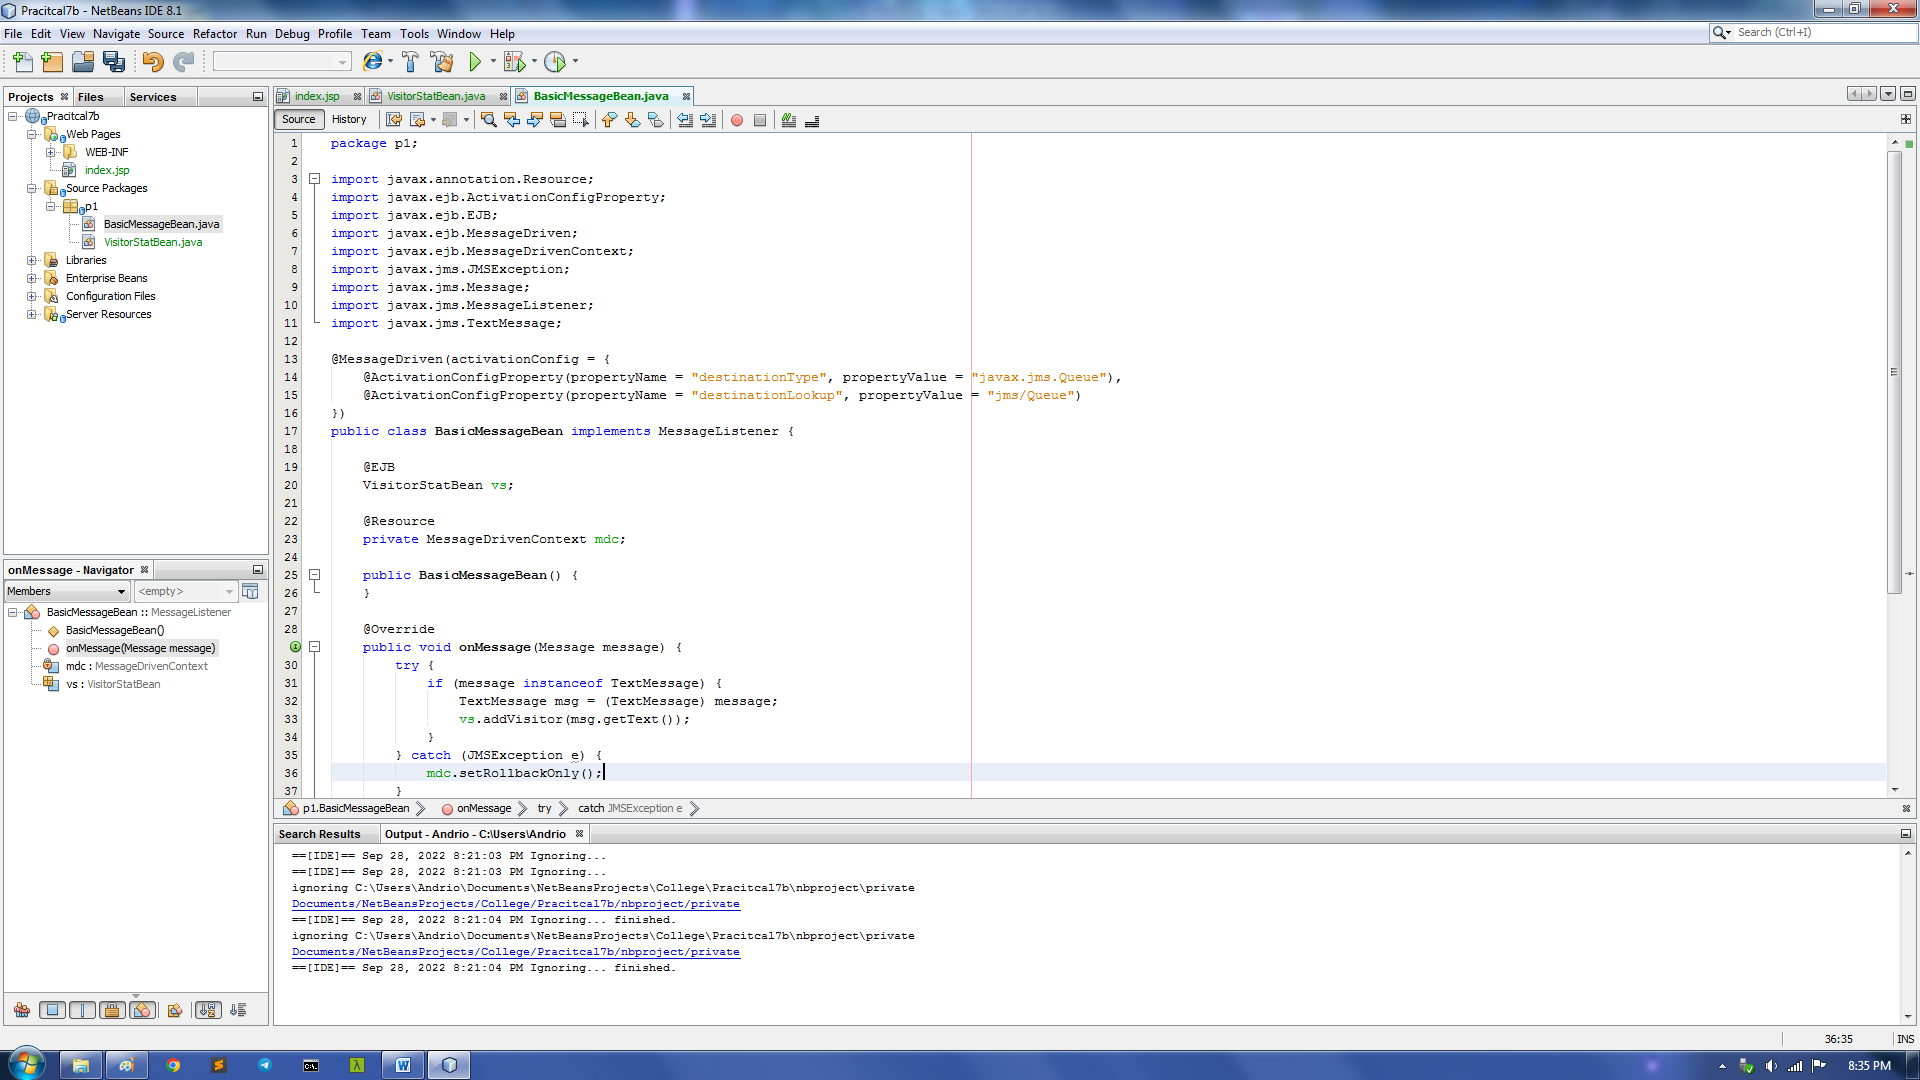 Pracitcal7b - NetBeans IDE 8.1
File Edit View Navigate Source Refactor Run Debug Profile Team Tools Window Help
Search (Ctrl+I)
Projects Files Services
Pracitcal7b
Web Pages
WEB-INF
index.jsp
Source Packages
p1
BasicMessageBean.java
VisitorStatBean.java
Libraries
Enterprise Beans
Configuration Files
Server Resources
onMessage - Navigator
Members <empty>
BasicMessageBean :: MessageListener
BasicMessageBean()
onMessage(Message message)
mdc : MessageDrivenContext
vs : VisitorStatBean
index.jsp VisitorStatBean.java BasicMessageBean.java
Source History
1 package p1;
2
3 import javax.annotation.Resource;
4 import javax.ejb.ActivationConfigProperty;
5 import javax.ejb.EJB;
6 import javax.ejb.MessageDriven;
7 import javax.ejb.MessageDrivenContext;
8 import javax.jms.JMSException;
9 import javax.jms.Message;
10 import javax.jms.MessageListener;
11 import javax.jms.TextMessage;
12
13 @MessageDriven(activationConfig = {
14 @ActivationConfigProperty(propertyName = "destinationType", propertyValue = "javax.jms.Queue"),
15 @ActivationConfigProperty(propertyName = "destinationLookup", propertyValue = "jms/Queue")
16 })
17 public class BasicMessageBean implements MessageListener {
18
19 @EJB
20 VisitorStatBean vs;
21
22 @Resource
23 private MessageDrivenContext mdc;
24
25 public BasicMessageBean() {
26 }
27
28 @Override
public void onMessage(Message message) {
30 try {
31 if (message instanceof TextMessage) {
32 TextMessage msg = (TextMessage) message;
33 vs.addVisitor(msg.getText());
34 }
35 } catch (JMSException e) {
36 mdc.setRollbackOnly();
37 }
p1.BasicMessageBean onMessage try catch JMSException e
Search Results Output - Andrio - C:\Users\Andrio
==[IDE]== Sep 28, 2022 8:21:03 PM Ignoring...
==[IDE]== Sep 28, 2022 8:21:03 PM Ignoring...
ignoring C:\Users\Andrio\Documents\NetBeansProjects\College\Pracitcal7b\nbproject\private
Documents/NetBeansProjects/College/Pracitcal7b/nbproject/private
==[IDE]== Sep 28, 2022 8:21:04 PM Ignoring... finished.
ignoring C:\Users\Andrio\Documents\NetBeansProjects\College\Pracitcal7b\nbproject\private
Documents/NetBeansProjects/College/Pracitcal7b/nbproject/private
==[IDE]== Sep 28, 2022 8:21:04 PM Ignoring... finished.
36:35 INS
8:35 PM